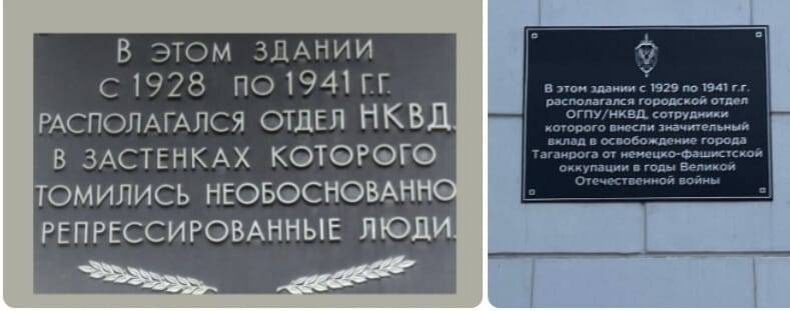 В ЭТОМ ЗДАНИИ
С 1928 ПО 1941 Г.Г.
РАСПОЛАГАЛСЯ ОТДЕЛ НКВД.
В ЗАСТЕНКАХ КОТОРОГО
ТОМИЛИСЬ НЕОБОСНОВАННО
РЕПРЕССИРОВАННЫЕ ЛЮДИ.
В этом здании с 1929 по 1941 г.г.
располагался городской отдел
ОГПУ/НКВД, сотрудники
которого внесли значительный
вклад в освобождение города
Таганрога от немецко-фашистской
оккупации в годы Великой
Отечественной войны